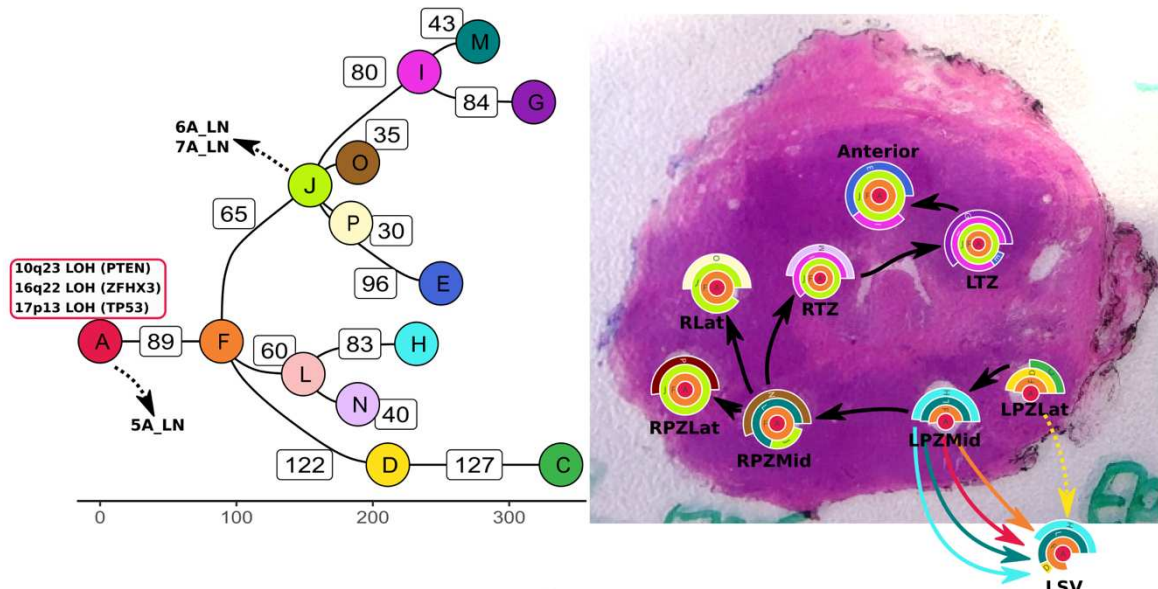 43
M
80
I
84
G
6A_LN
7A_LN
35
O
J
65
P
30
96
E
10q23 LOH (PTEN)
16q22 LOH (ZFHX3)
17p13 LOH (TP53)
A
89
F
60
83
H
L
N
40
5A_LN
122
D
127
C
0
100
200
300
Anterior
LTZ
RTZ
RLat
RPZLat
RPZMid
LPZMid
LPZLat
LSV